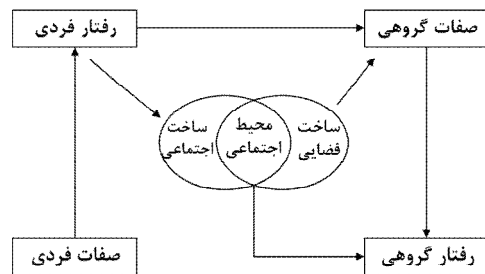 صفات گروهی
رفتار فردی
ساخت
فضایی
محیط
اجتماعی
ساخت
اجتماعی
رفتار گروهی
صفات فردی